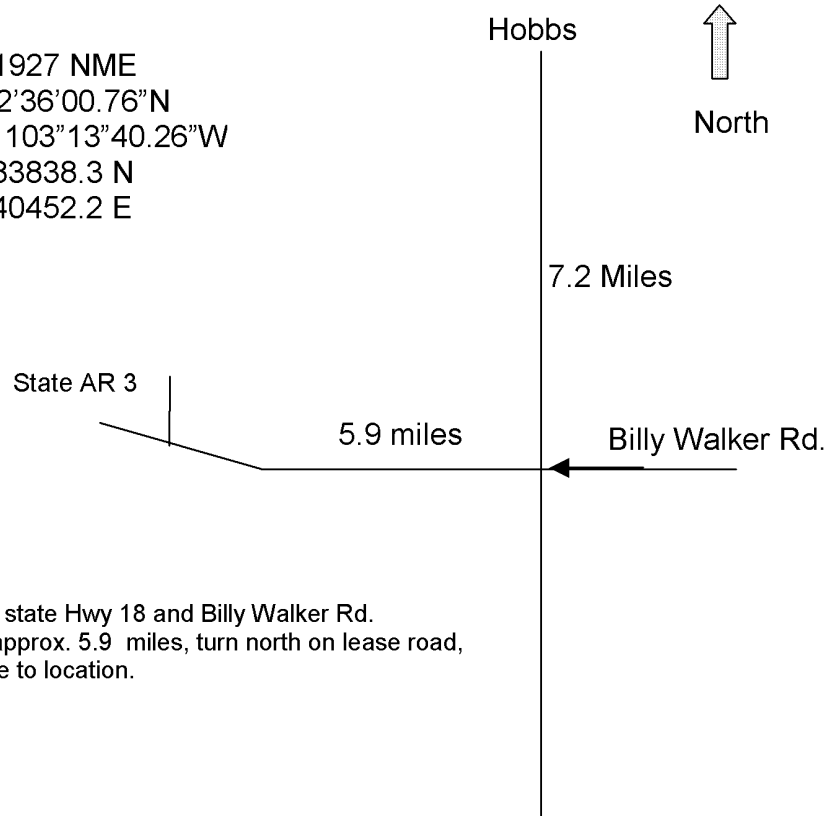 Hobbs
1927 NME
2'36'00.76”N
103”13”40.26”W
North
33838.3 N
40452.2 E
7.2 Miles
State AR 3
5.9 miles
Billy Walker Rd.
state Hwy 18 and Billy Walker Rd.
approx. 5.9 miles, turn north on lease road,
e to location.